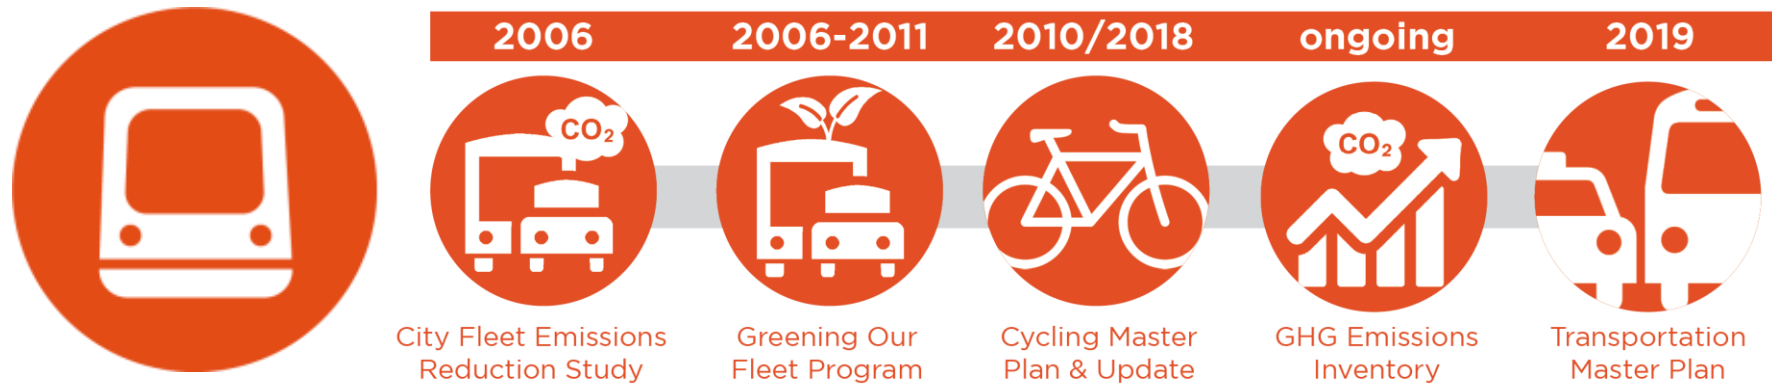 2006
2006-2011
2010/2018
ongoing
2019
CO₂
CO₂
City Fleet Emissions
Reduction Study
Greening Our
Fleet Program
Cycling Master
Plan & Update
GHG Emissions
Inventory
Transportation
Master Plan